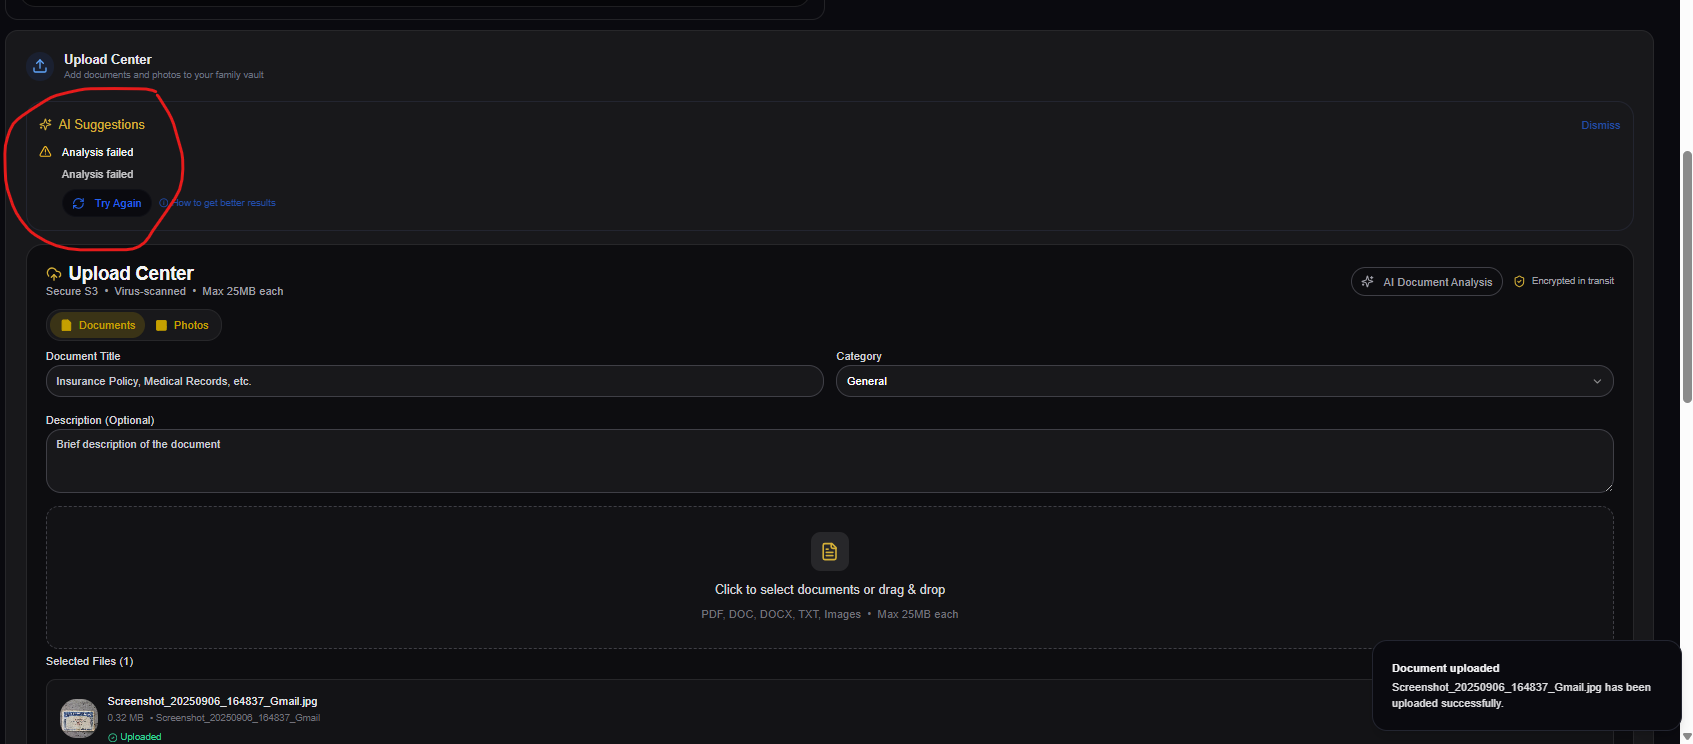 Upload Center
Add documents and photos to your family vault
AI Suggestions
Dismiss
Analysis failed
Analysis failed
Try Again
How to get better results
Upload Center
Secure S3 • Virus-scanned • Max 25MB each
AI Document Analysis
Encrypted in transit
Documents
Photos
Document Title
Category
Insurance Policy, Medical Records, etc.
General
Description (Optional)
Brief description of the document
Click to select documents or drag & drop
PDF, DOC, DOCX, TXT, Images • Max 25MB each
Selected Files (1)
Screenshot_20250906_164837_Gmail.jpg
0.32 MB • Screenshot_20250906_164837_Gmail
Uploaded
Document uploaded
Screenshot_20250906_164837_Gmail.jpg has been
uploaded successfully.